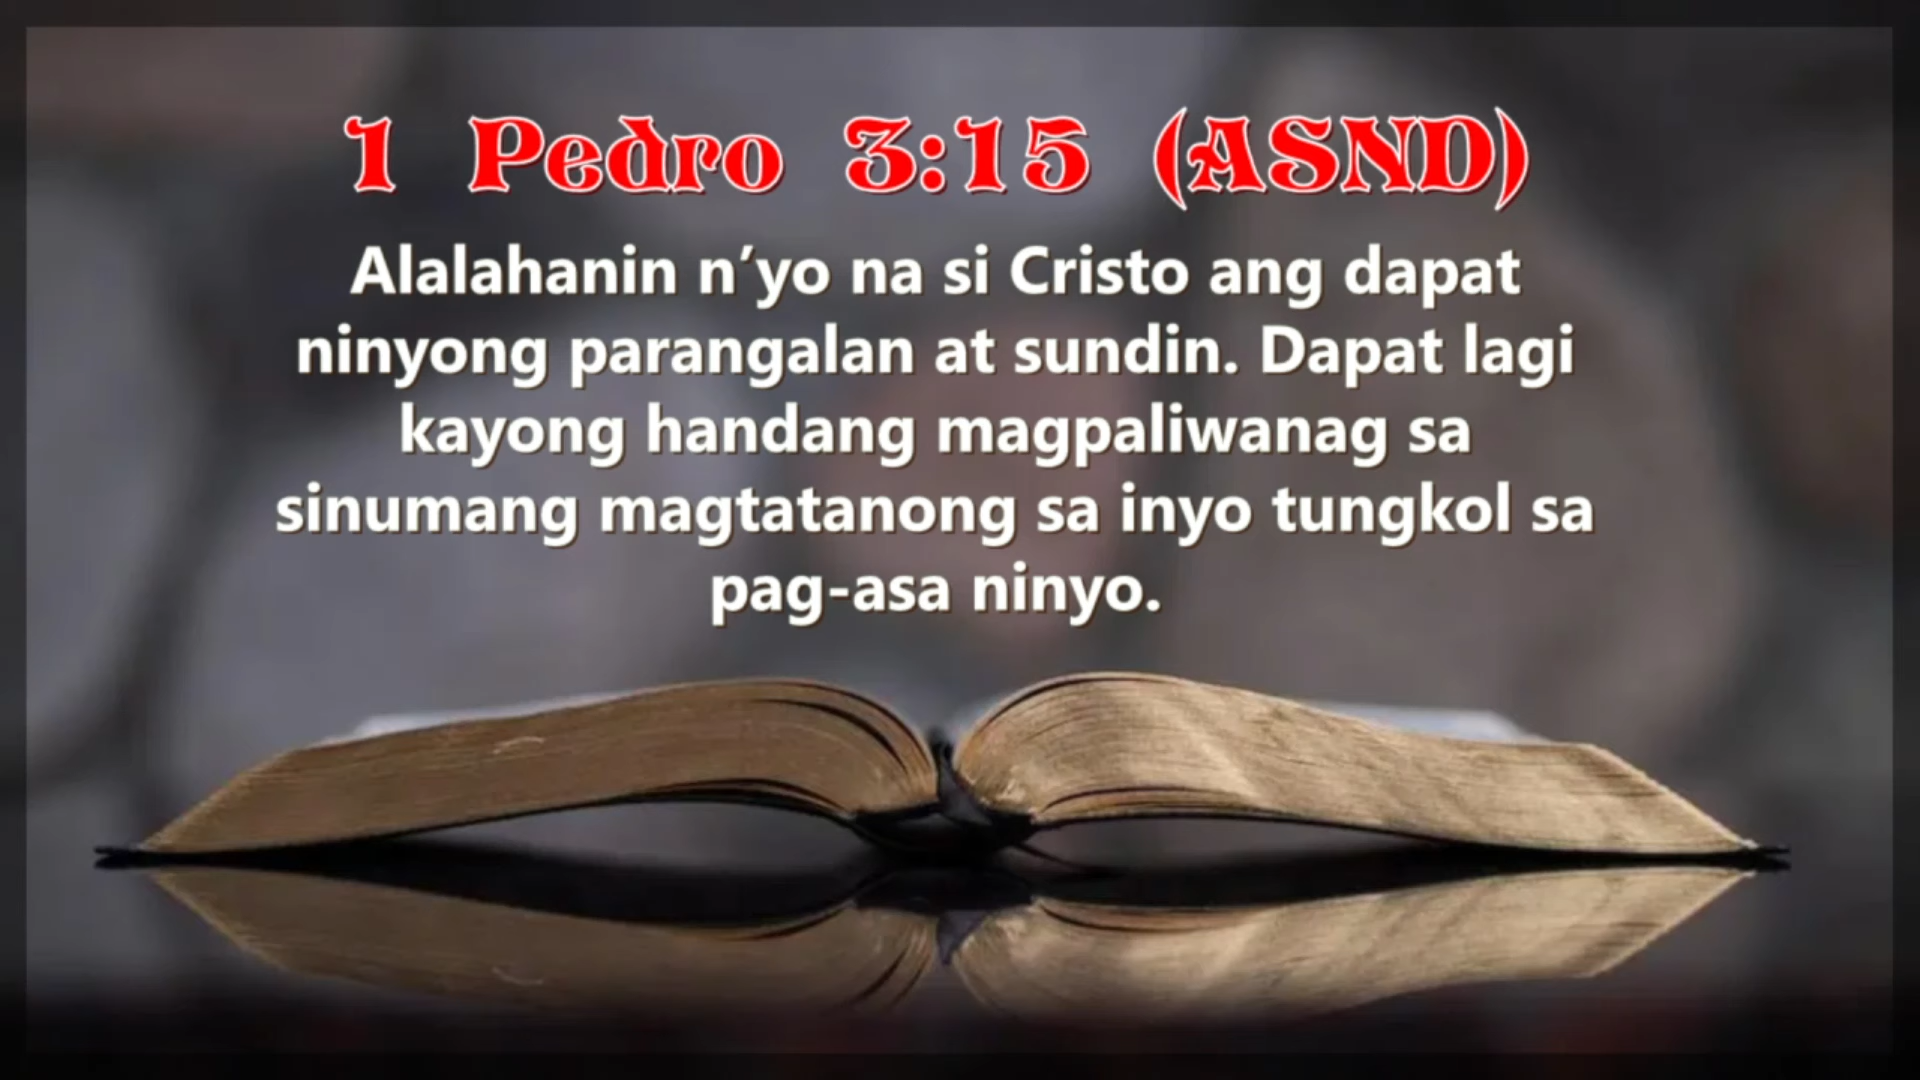 1 Pedro 3:15 (ASND)
Alalahanin n’yo na si Cristo ang dapat
ninyong parangalan at sundin. Dapat lagi
kayong handang magpaliwanag sa
sinumang magtatanong sa inyo tungkol sa
pag-asa ninyo.